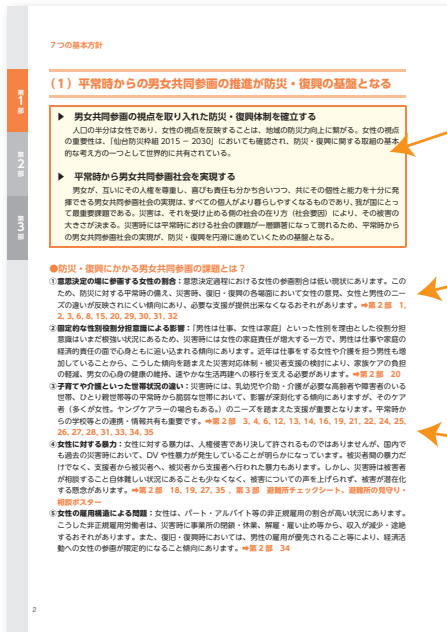 7つの基本方針
(1)平常時からの男女共同参画の推進が防災・復興の基盤となる
第1部
第2部
第3部
▶ 男女共同参画の視点を取り入れた防災・復興体制を確立する
人口の半分は女性であり、女性の視点を反映することは、地域の防災力向上に繋がる。女性の視点
の重要性は、「仙台防災枠組 2015 − 2030」においても確認され、防災・復興に関する取組の基本
的な考え方の一つとして世界的に共有されている。
▶ 平常時から男女共同参画社会を実現する
男女が、互いにその人権を尊重し、喜びも責任も分かち合いつつ、共にその個性と能力を十分に発
揮できる男女共同参画社会の実現は、すべての個人がより暮らしやすくなるものであり、我が国にとっ
て最重要課題である。災害は、それを受け止める側の社会の在り方(社会要因)により、その被害の
大きさが決まる。災害時には平常時における社会の課題が一層顕著になって現れるため、平常時から
の男女共同参画社会の実現が、防災・復興を円滑に進めていくための基盤となる。
●防災・復興にかかる男女共同参画の課題とは?
①意思決定の場に参画する女性の割合:意思決定過程における女性の参画割合は低い現状にあります。この
ため、防災に対する平常時の備え、災害時、復旧・復興の各場面において女性の意見、女性と男性のニー
ズの違いが反映されにくい傾向にあり、必要な支援が提供出来なくなるおそれがあります。➡第2部 1,
2, 3, 6, 8, 15, 20, 29, 30, 31, 32
②固定的な性別役割分担意識による影響:「男性は仕事、女性は家庭」といった性別を理由とした役割分担
意識はいまだ根強い状況にあるため、災害時には女性の家庭責任が増大する一方で、男性は仕事や家庭の
経済的責任の面で心身ともに追い込まれる傾向にあります。近年は仕事をする女性や介護を担う男性も増
加していることから、こうした傾向を踏まえた災害対応体制・被災者支援の検討により、家族ケアの負担
の軽減、男女の心身の健康の維持、速やかな生活再建への移行を支える必要があります。➡第2部 20
③子育てや介護といった世帯状況の違い:災害時には、乳幼児や介助・介護が必要な高齢者や障害者のいる
世帯、ひとり親世帯等の平常時から脆弱な世帯において、影響が深刻化する傾向にありますが、そのケア
者(多くが女性。ヤングケアラーの場合もある。)のニーズを踏まえた支援が重要となります。平常時か
らの学校等との連携・情報共有も重要です。➡第2部 3, 4, 6, 12, 13, 14, 16, 19, 21, 22, 24, 25,
26, 27, 28, 31, 33, 34, 35
④女性に対する暴力:女性に対する暴力は、人権侵害であり決して許されるものではありませんが、国内で
も過去の災害時において、DV や性暴力が発生していることが明らかになっています。被災者間の暴力だ
けでなく、支援者から被災者へ、被災者から支援者へ行われた暴力もあります。しかし、災害時は被害者
が相談すること自体難しい状況にあることも少なくなく、被害についての声を上げられず、被害が潜在化
する懸念があります。➡第2部 18, 19, 27, 35 、第3部 避難所チェックシート、避難所の見守り・
相談ポスター
⑤女性の雇用構造による問題:女性は、パート・アルバイト等の非正規雇用の割合が高い状況にあります。
こうした非正規雇用労働者は、災害時に事業所の閉鎖・休業、解雇・雇い止め等から、収入が減少・途絶
するおそれがあります。また、復旧・復興時においては、男性の雇用が優先されること等により、経済活
動への女性の参画が限定的になること傾向にあります。➡第2部 34
2